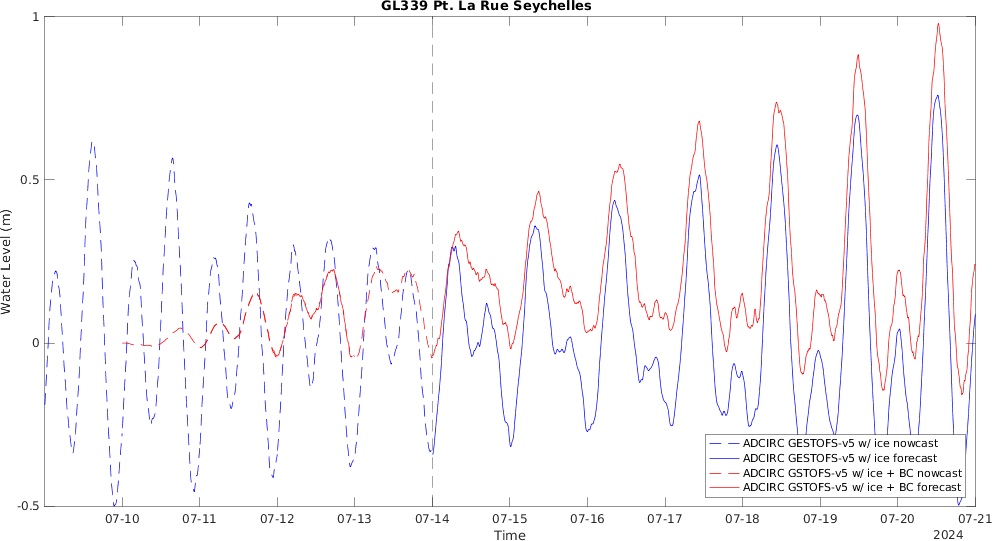 GL339 Pt. La Rue Seychelles
1
0.5
0
-0.5
Water Level (m)
07-10 07-11 07-12 07-13 07-14 07-15 07-16 07-17 07-18 07-19 07-20 07-21
Time
2024
ADCIRC GESTOFS-v5 w/ ice nowcast
ADCIRC GESTOFS-v5 w/ ice forecast
ADCIRC GSTOFS-v5 w/ ice + BC nowcast
ADCIRC GSTOFS-v5 w/ ice + BC forecast